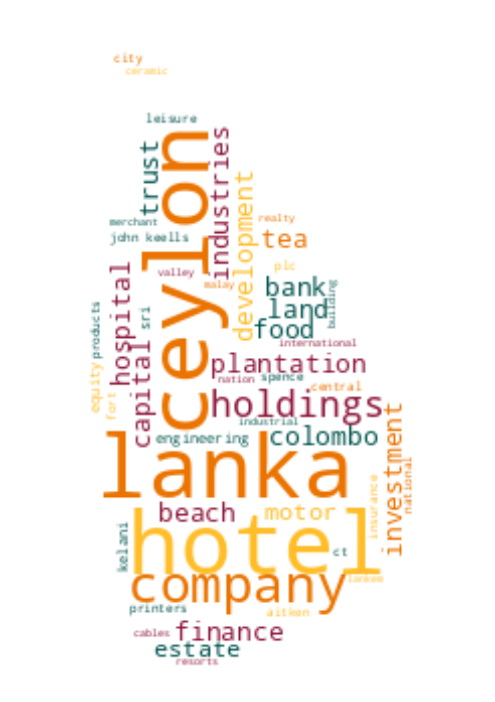 city
ceramic
leisure
trust
ceylon
industries
development
merchant
john keells
realty
tea
valley
malay
plc
hospital
bank
building
land
food
products
sri
international
plantation
nation
spence
central
equity
fort
capital
holdings
industrial
colombo
engineering
lanka
investment
national
insurance
beach
motor
hotel
kelani
ct
company
lankem
printers
aitken
cables
finance
estate
resorts